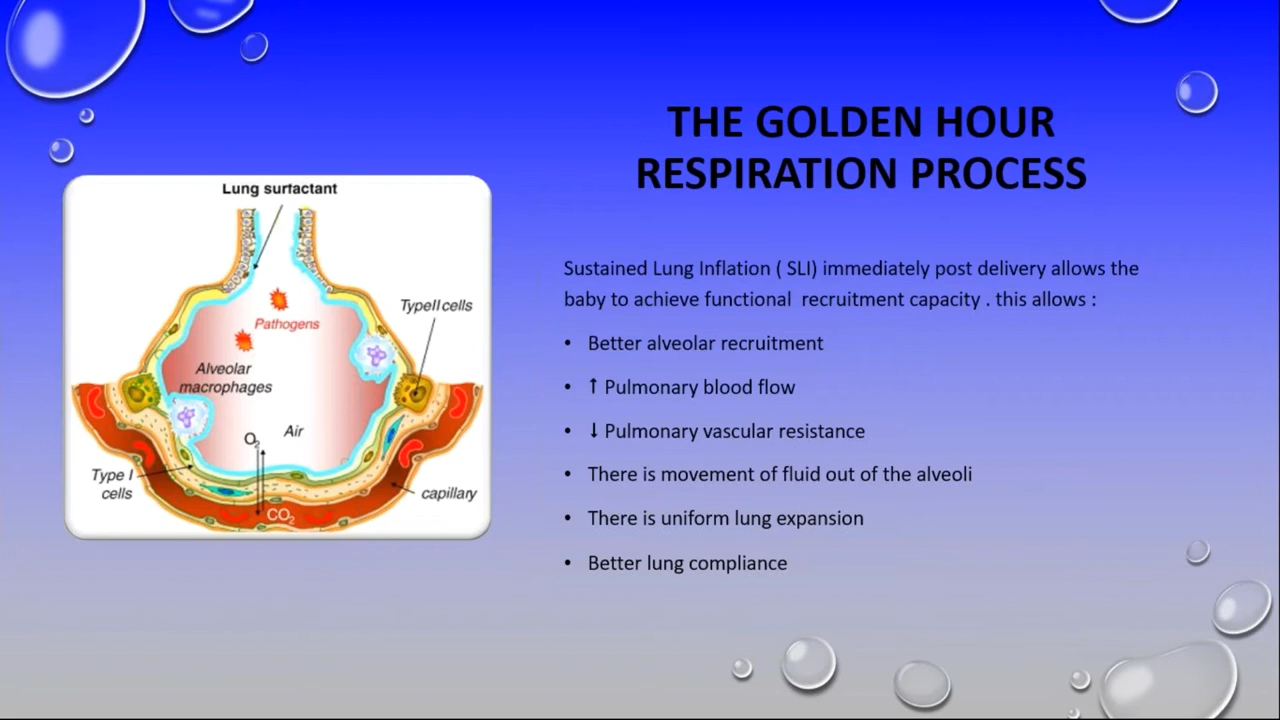 Lung surfactant
Pathogens
TypeII cells
Alveolar
macrophages
Air
O2
Type I
cells
capillary
CO2
THE GOLDEN HOUR
RESPIRATION PROCESS
Sustained Lung Inflation ( SLI) immediately post delivery allows the
baby to achieve functional  recruitment capacity . this allows :
• Better alveolar recruitment
• ↑ Pulmonary blood flow
• ↓ Pulmonary vascular resistance
• There is movement of fluid out of the alveoli
• There is uniform lung expansion
• Better lung compliance